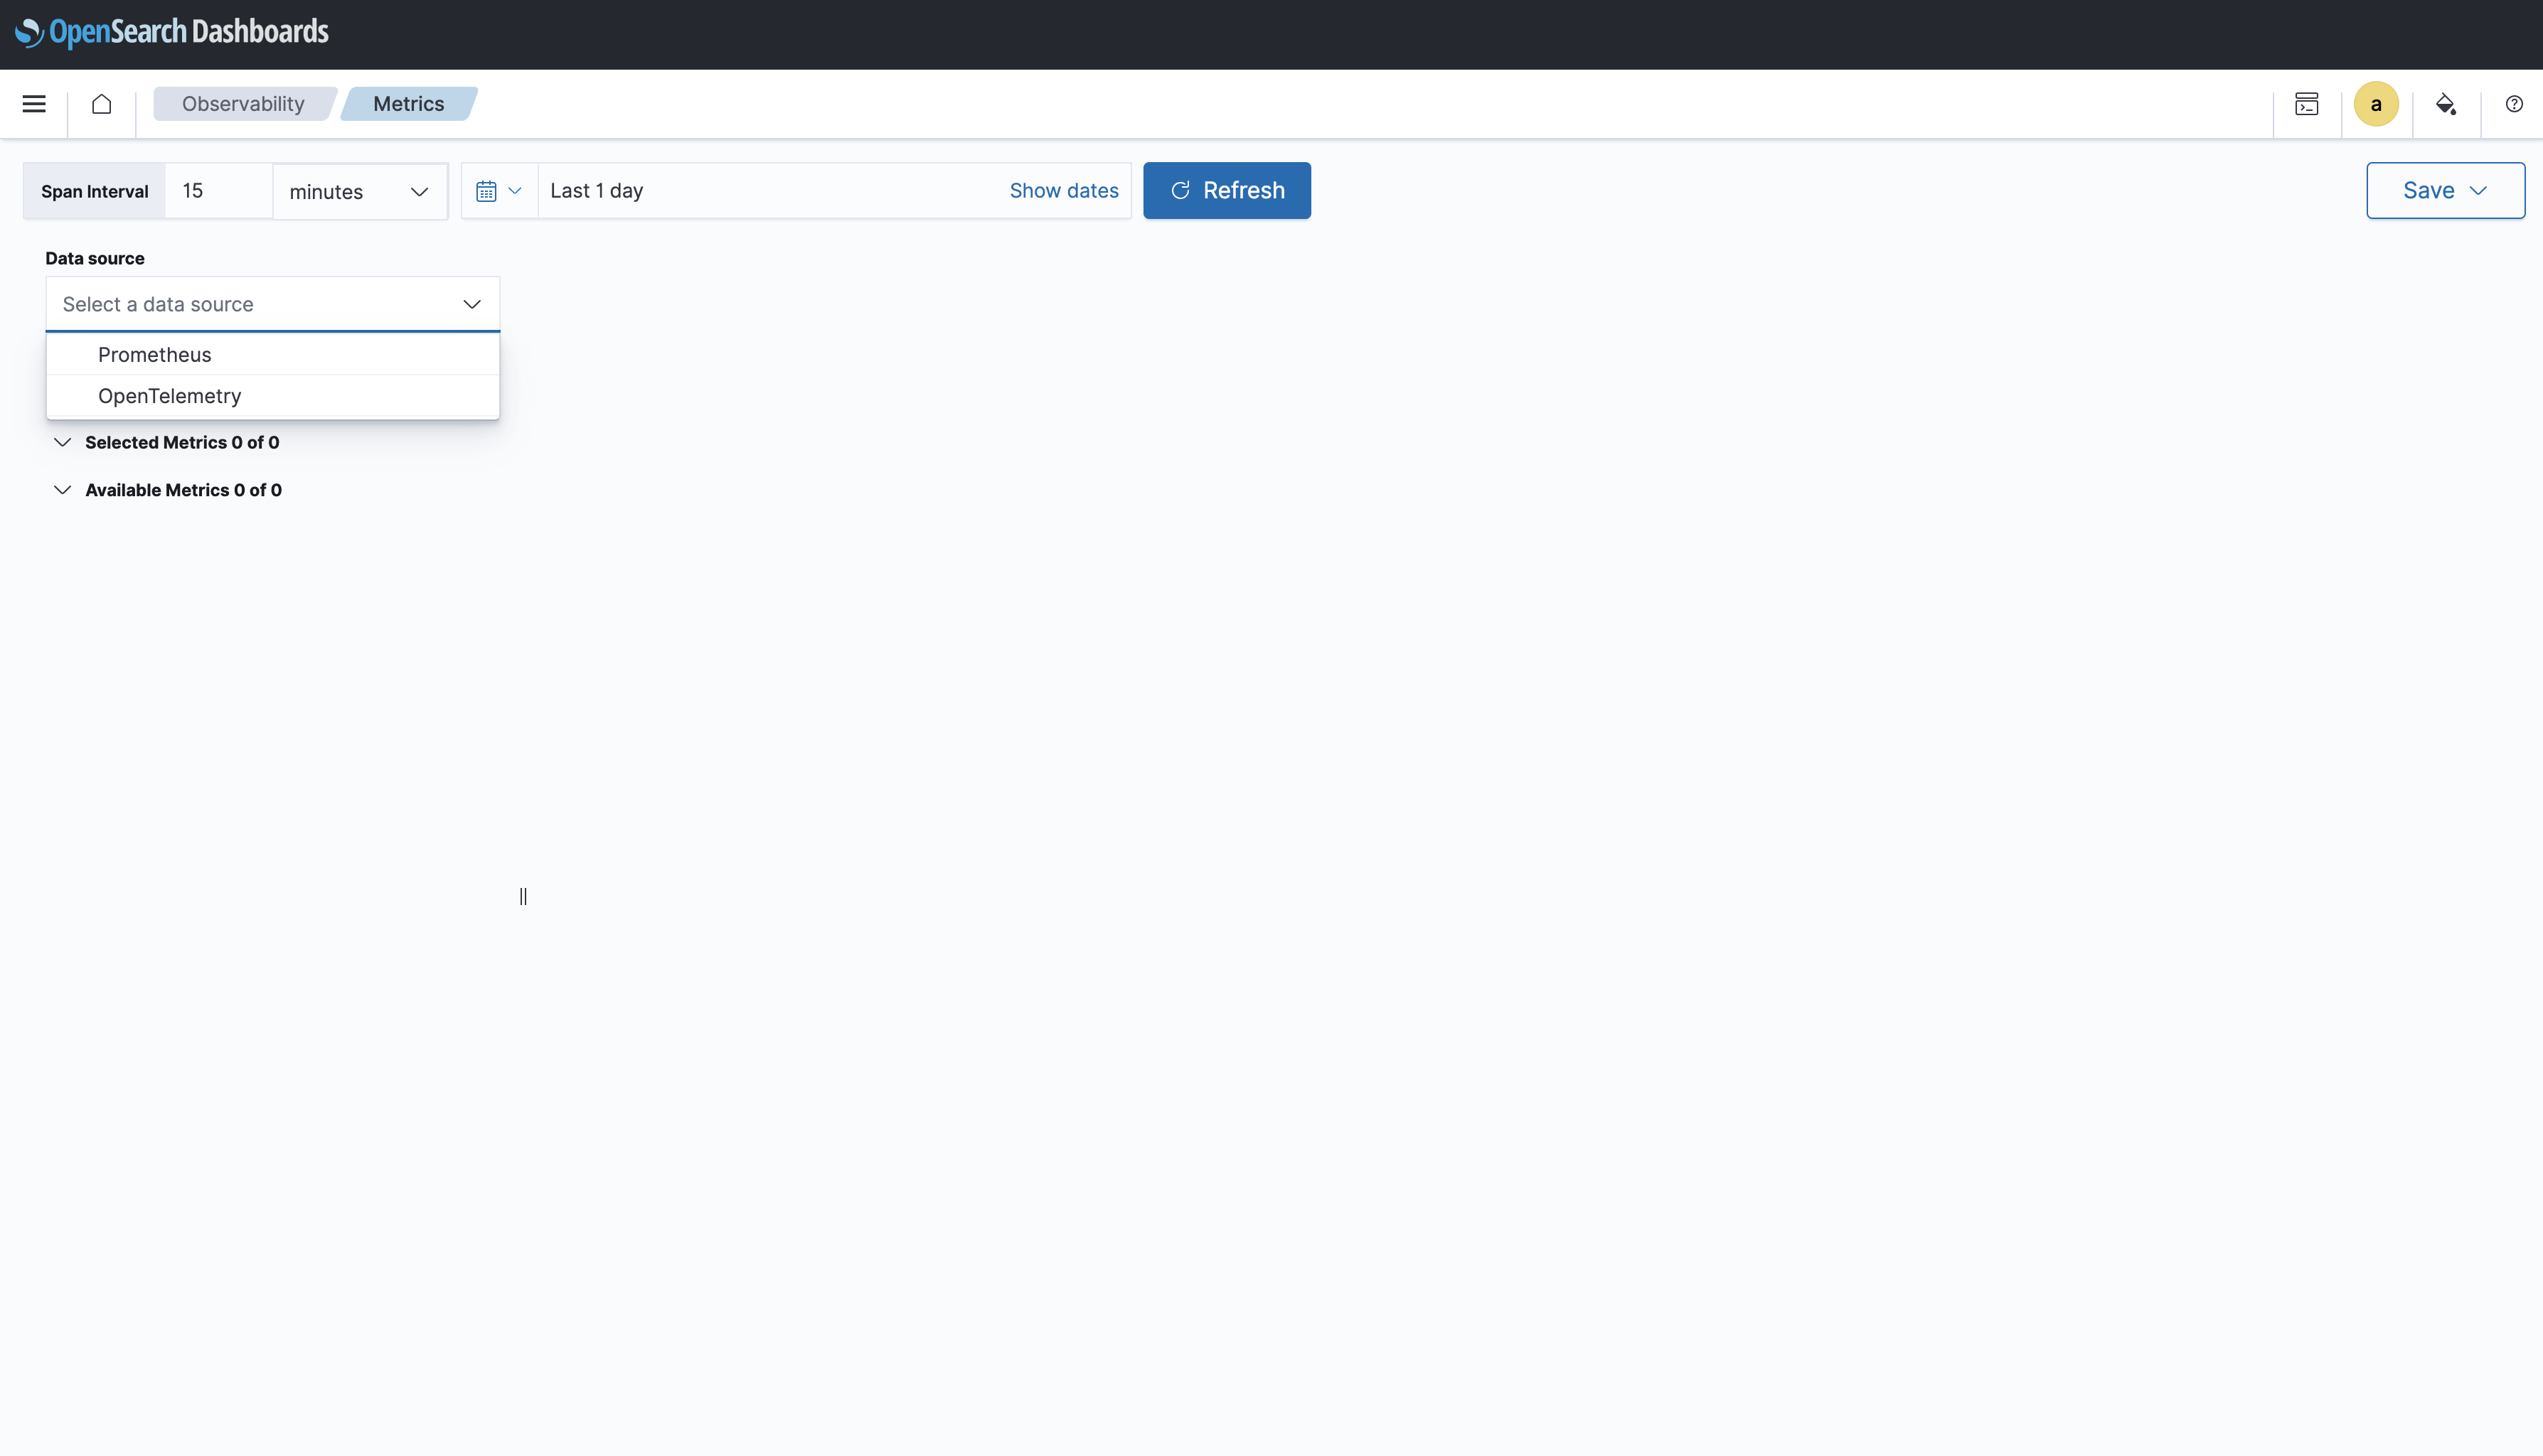 OpenSearch Dashboards
Observability Metrics a
Span Interval 15 minutes Last 1 day Show dates Refresh Save
Data source
Select a data source
Prometheus
OpenTelemetry
Selected Metrics 0 of 0
Available Metrics 0 of 0